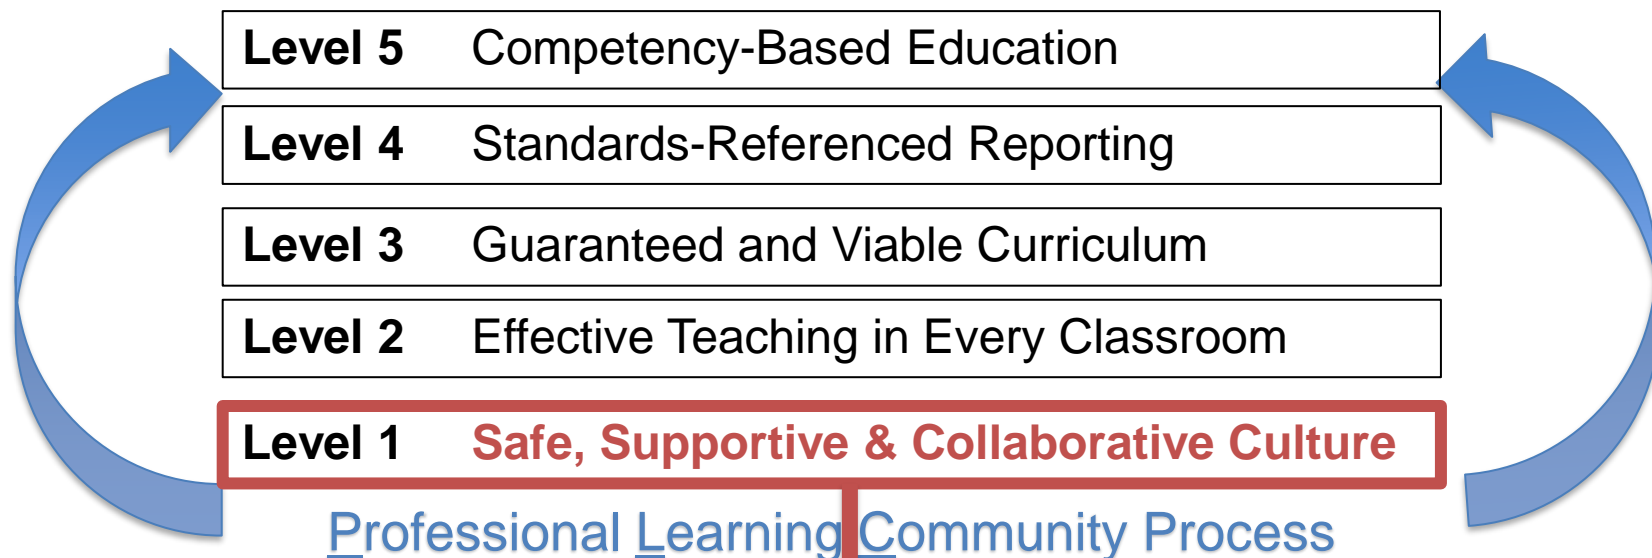 Level 5 Competency-Based Education
Level 4 Standards-Referenced Reporting
Level 3 Guaranteed and Viable Curriculum
Level 2 Effective Teaching in Every Classroom
Level 1 Safe, Supportive & Collaborative Culture
Professional Learning Community Process